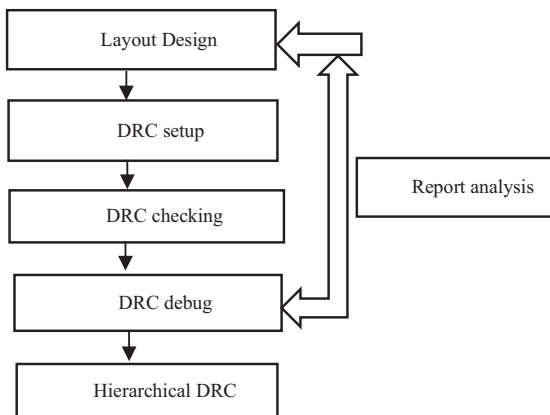 Layout Design
DRC setup
DRC checking
Report analysis
DRC debug
Hierarchical DRC